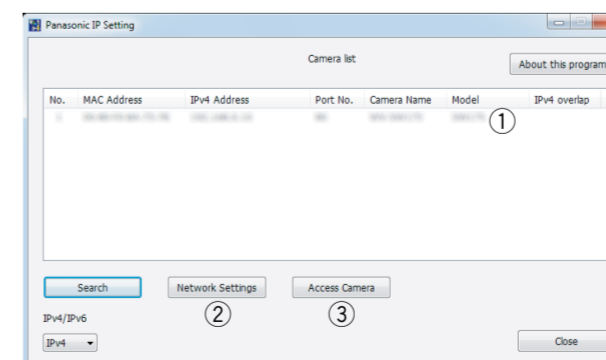 Panasonic IP Setting
Camera list
About this program
No. MAC Address IPv4 Address Port No. Camera Name Model IPv4 overlap
①
Search Network Settings Access Camera
② ③
IPv4/IPv6
IPv4 Close